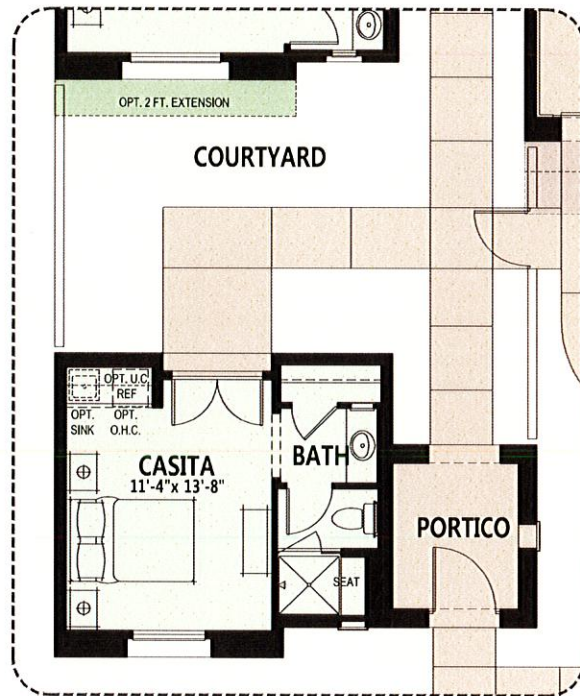 OPT. 2 FT. EXTENSION
COURTYARD
OPT. U.C.
REF
OPT. OPT.
SINK O.H.C.
CASITA
11'-4"x 13'-8"
BATH
SEAT
PORTICO